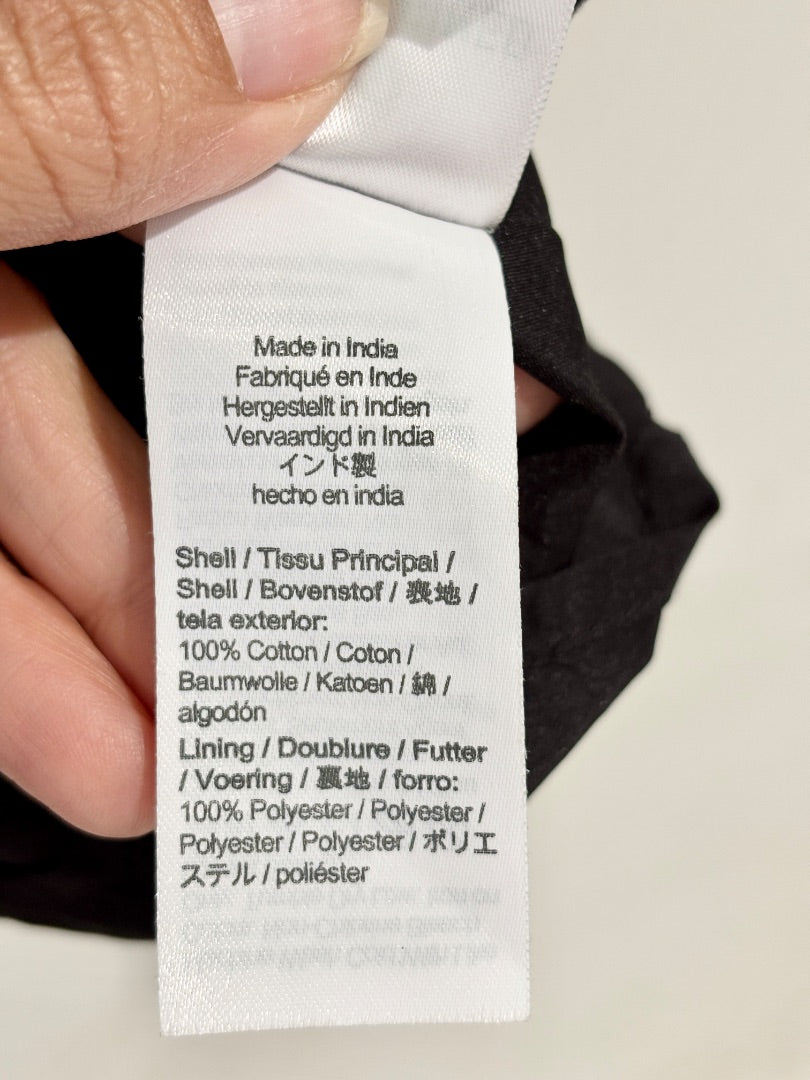 Made in India
Fabriqué en Inde
Hergestellt in Indien
Vervaardigd in India
インド製
hecho en india
Shell / Tissu Principal /
Shell / Bovenstof / 表地 /
tela exterior:
100% Cotton / Coton /
Baumwolle / Katoen / 綿 /
algodón
Lining / Doublure / Futter
/ Voering / 裏地 / forro:
100% Polyester / Polyester /
Polyester / Polyester / ポリエ
ステル / poliéster